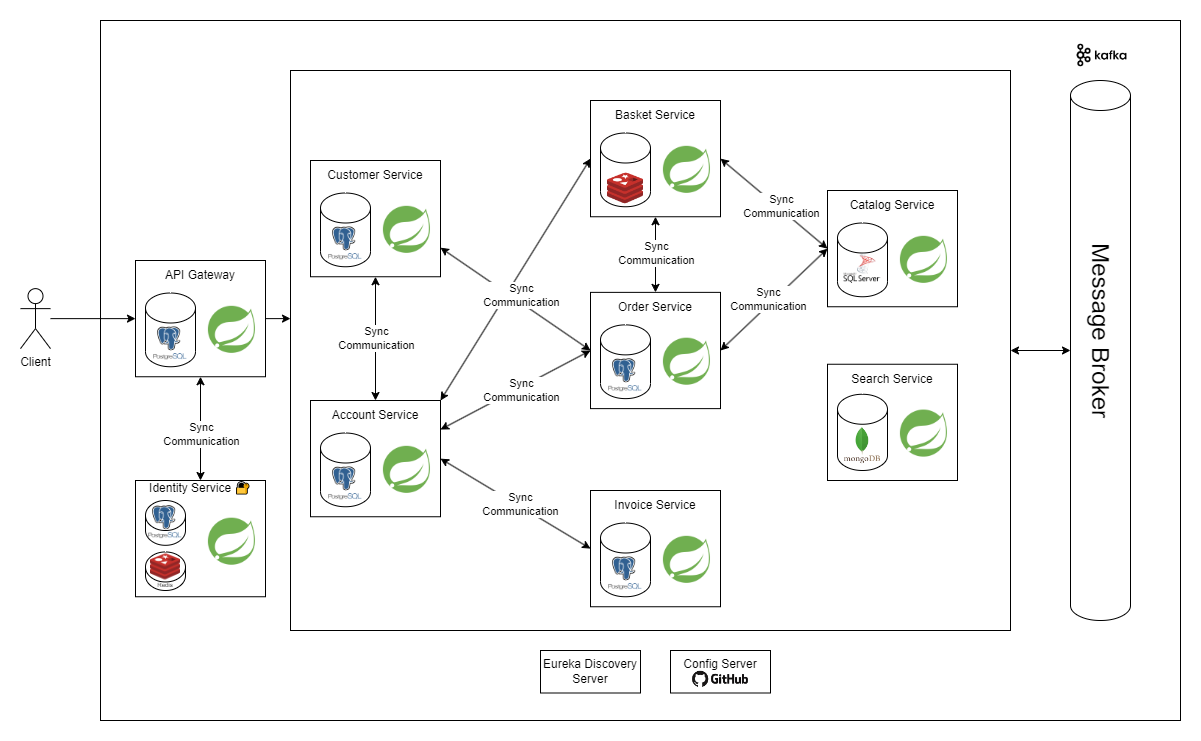 kafka
Message Broker
Client
API Gateway
PostgreSQL
Sync
Communication
Identity Service
PostgreSQL
Redis
Customer Service
PostgreSQL
Sync
Communication
Account Service
PostgreSQL
Sync
Communication
Sync
Communication
Sync
Communication
Basket Service
Sync
Communication
Order Service
PostgreSQL
Invoice Service
PostgreSQL
Sync
Communication
Sync
Communication
Catalog Service
SQL Server
Search Service
mongoDB
Eureka Discovery
Server
Config Server
GitHub